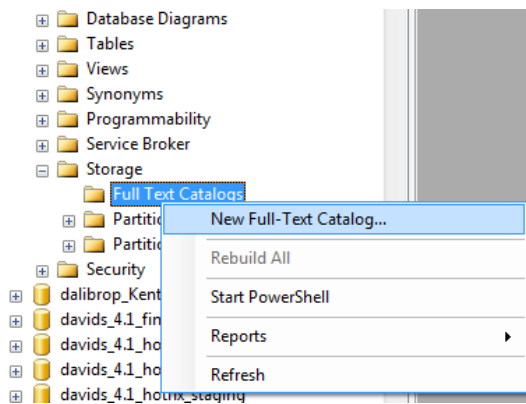 Database Diagrams
Tables
Views
Synonyms
Programmability
Service Broker
Storage
Full Text Catalogs
New Full-Text Catalog...
Rebuild All
Security
Start PowerShell
Reports
Refresh
davids_4.1_hotfix_staging